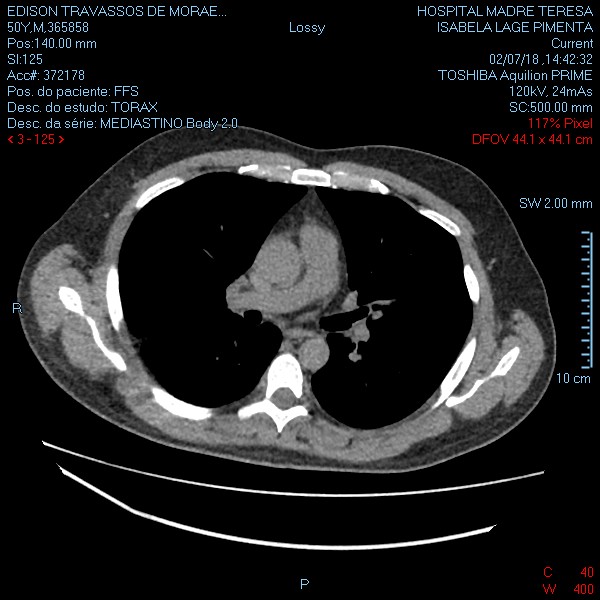 EDISON TRAVASSOS DE MORAE...
50Y,M,365858
Pos:140.00 mm
SI:125
Acc#: 372178
Pos. do paciente: FFS
Desc. do estudo: TORAX
Desc. da série: MEDIASTINO Body 2.0
< 3 - 125 >
Lossy
HOSPITAL MADRE TERESA
ISABELA LAGE PIMENTA
Current
02/07/18 ,14:42:32
TOSHIBA Aquilion PRIME
120kV, 24mAs
SC:500.00 mm
117% Pixel
DFOV 44.1 x 44.1 cm
SW 2.00 mm
R
10 cm
P
C 40
W 400